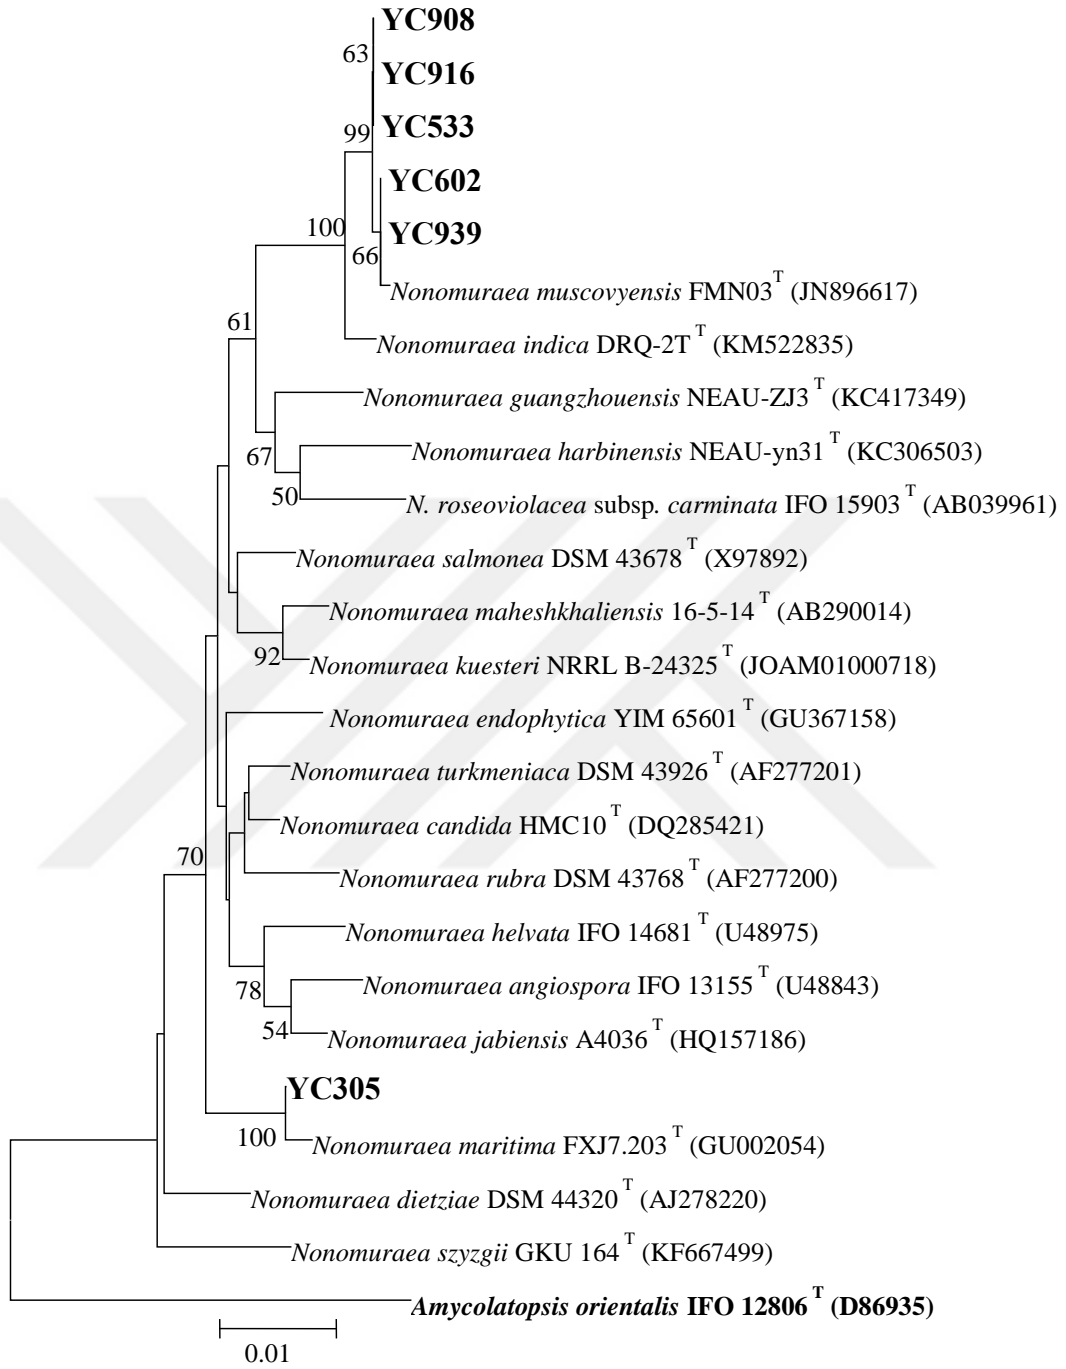 YC908
63
YC916
YC533
99
YC602
100
YC939
66
Nonomuraea muscovyensis FMN03T (JN896617)
61
Nonomuraea indica DRQ-2T T (KM522835)
Nonomuraea guangzhouensis NEAU-ZJ3 T (KC417349)
67
Nonomuraea harbinensis NEAU-yn31 T (KC306503)
50
N. roseoviolacea subsp. carminata IFO 15903 T (AB039961)
Nonomuraea salmonea DSM 43678 T (X97892)
Nonomuraea maheshkhaliensis 16-5-14 T (AB290014)
92
Nonomuraea kuesteri NRRL B-24325 T (JOAM01000718)
Nonomuraea endophytica YIM 65601 T (GU367158)
Nonomuraea turkmeniaca DSM 43926 T (AF277201)
Nonomuraea candida HMC10 T (DQ285421)
70
Nonomuraea rubra DSM 43768 T (AF277200)
Nonomuraea helvata IFO 14681 T (U48975)
78
Nonomuraea angiospora IFO 13155 T (U48843)
54
Nonomuraea jabiensis A4036 T (HQ157186)
YC305
100
Nonomuraea maritima FXJ7.203 T (GU002054)
Nonomuraea dietziae DSM 44320 T (AJ278220)
Nonomuraea szyzgii GKU 164 T (KF667499)
Amycolatopsis orientalis IFO 12806 T (D86935)
0.01